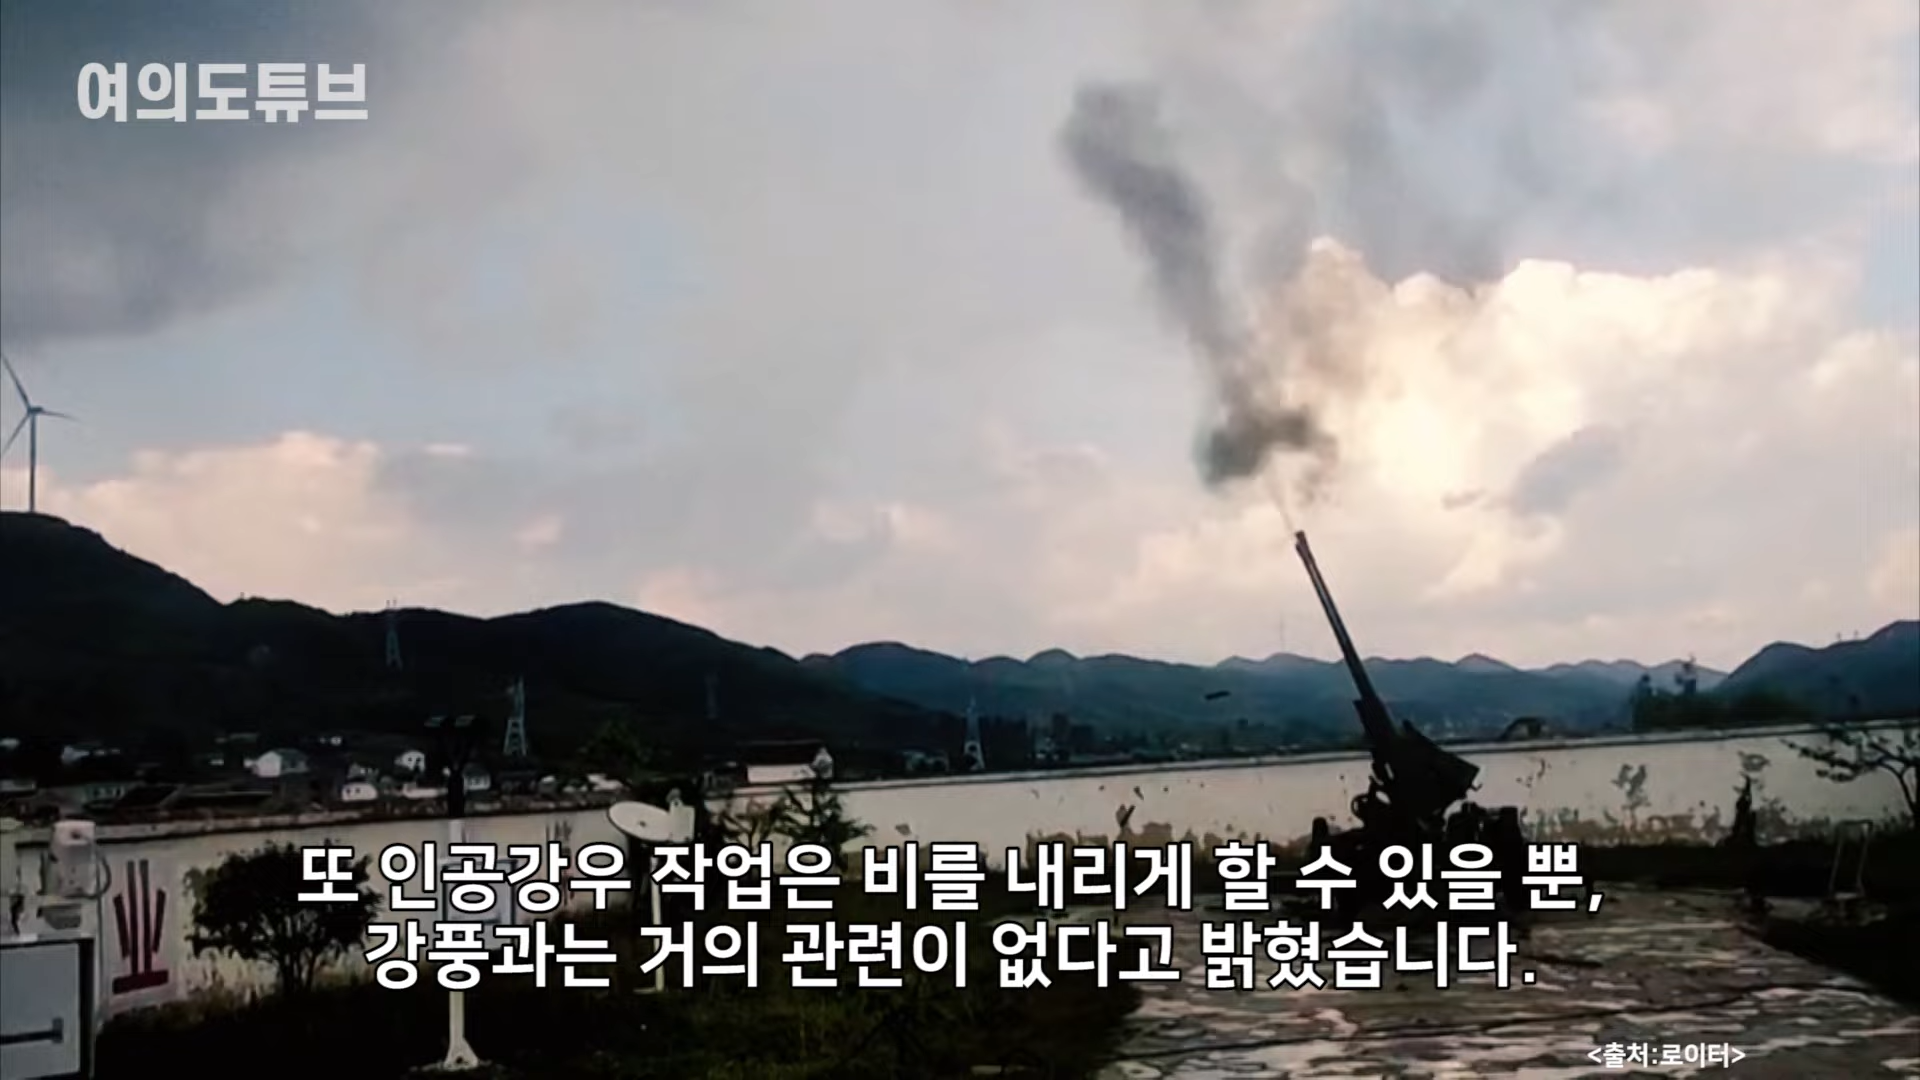 여의도튜브
业
또 인공강우 작업은 비를 내리게 할 수 있을 뿐,
강풍과는 거의 관련이 없다고 밝혔습니다.
<출처:로이터>